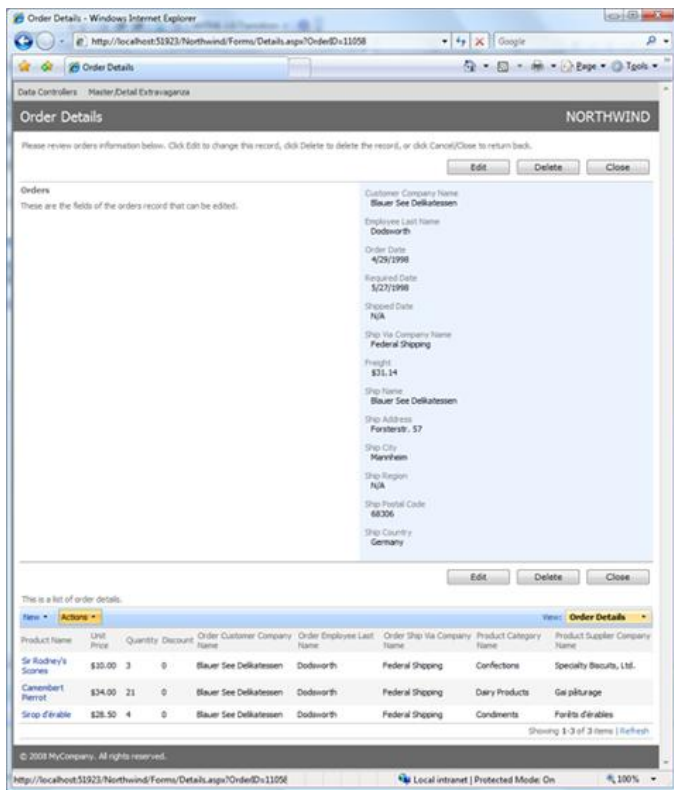 Order Details - Windows Internet Explorer
http://localhost:51923/Northwind/Forms/Details.aspx?OrderID=11058
Google
Order Details
Page
Tools
Data Controllers Master/Detail Extravaganza
Order Details
NORTHWIND
Please review orders information below. Click Edit to change this record, click Delete to delete the record, or click Cancel/Close to return back.
Edit Delete Close
Orders
These are the fields of the orders record that can be edited.
Customer Company Name
Blauer See Delikatessen
Employee Last Name
Dodsworth
Order Date
4/29/1998
Required Date
5/27/1998
Shipped Date
N/A
Ship Via Company Name
Federal Shipping
Freight
$31.14
Ship Name
Blauer See Delikatessen
Ship Address
Forsterstr. 57
Ship City
Mannheim
Ship Region
N/A
Ship Postal Code
68306
Ship Country
Germany
Edit Delete Close
This is a list of order details.
New Actions View: Order Details
Product Name Unit Price Quantity Discount Order Customer Company Name Order Employee Last Name Order Ship Via Company Name Product Category Name Product Supplier Company Name
Sir Rodney's Scones $10.00 3 0 Blauer See Delikatessen Dodsworth Federal Shipping Confections Specialty Biscuits, Ltd.
Camembert Pierrot $34.00 21 0 Blauer See Delikatessen Dodsworth Federal Shipping Dairy Products Gai pâturage
Sirop d'érable $28.50 4 0 Blauer See Delikatessen Dodsworth Federal Shipping Condiments Forêts d'érables
Showing 1-3 of 3 items | Refresh
© 2008 MyCompany. All rights reserved.
http://localhost:51923/Northwind/Forms/Details.aspx?OrderID=11058
Local intranet | Protected Mode: On
100%